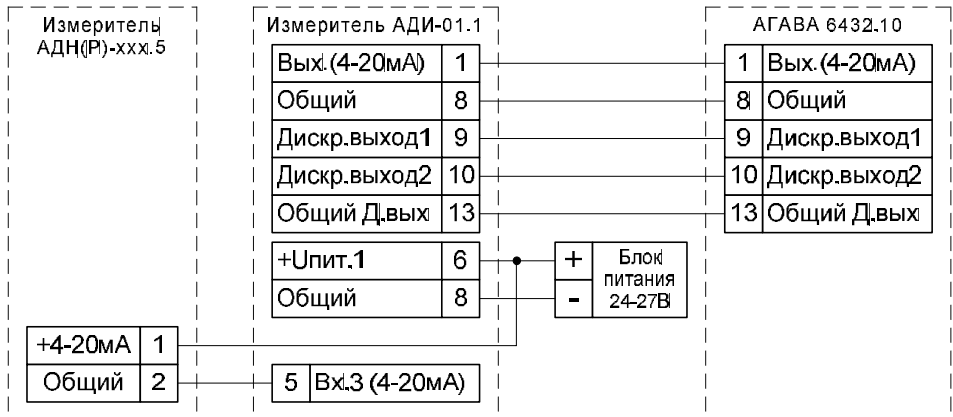 Измеритель
АДН(Р)-xxx.5
Измеритель АДИ-01.1
АГАВА 6432.10
Вых.(4-20мА) 1
1 Вых.(4-20мА)
Общий 8
8 Общий
Дискр.выход1 9
9 Дискр.выход1
Дискр.выход2 10
10 Дискр.выход2
Общий Д.вых 13
13 Общий Д.вых
+Uпит.1 6
+ Блок
питания
24-27В
Общий 8
-
+4-20мА 1
Общий 2
5 Вх.3 (4-20мА)